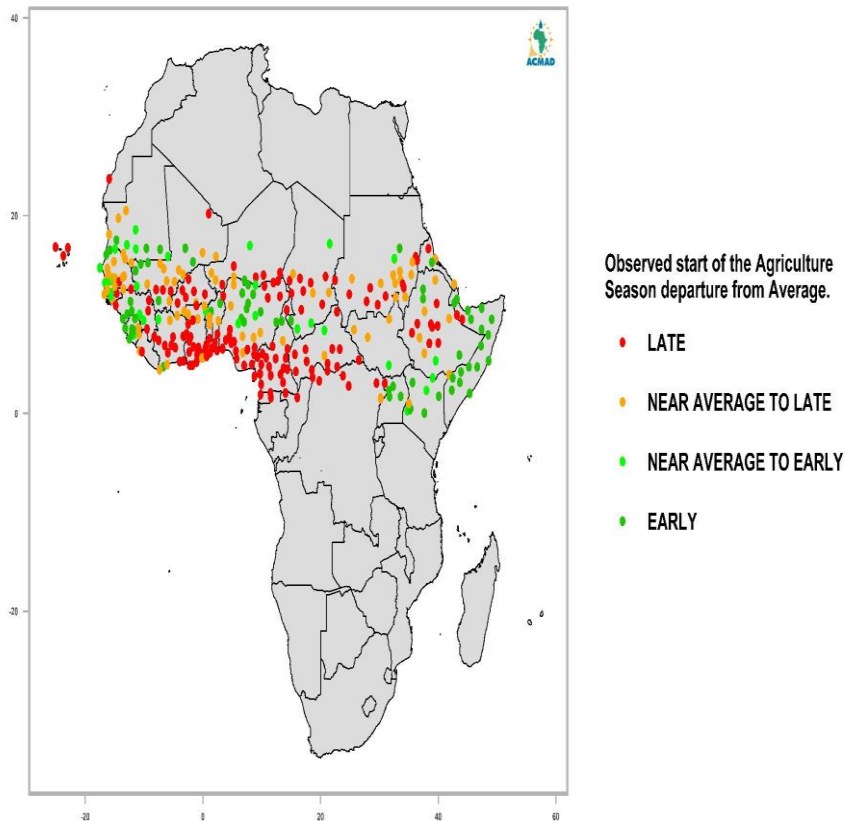 40
20
0
-20
-20
0
20
40
60
ACMAD
Observed start of the Agriculture
Season departure from Average.
LATE
NEAR AVERAGE TO LATE
NEAR AVERAGE TO EARLY
EARLY